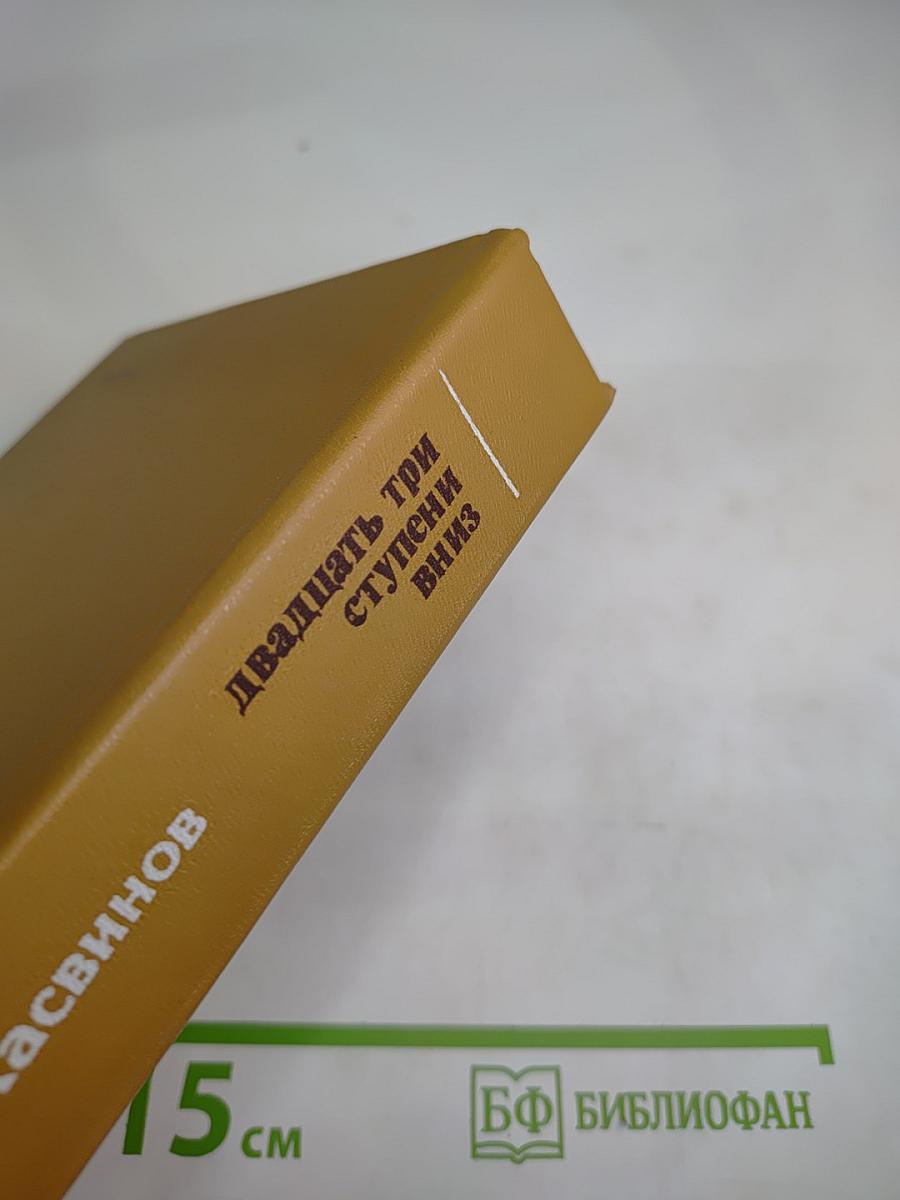 двадцать три
ступени
вниз
Касвинов
15 см
БФ БИБЛИОФАН